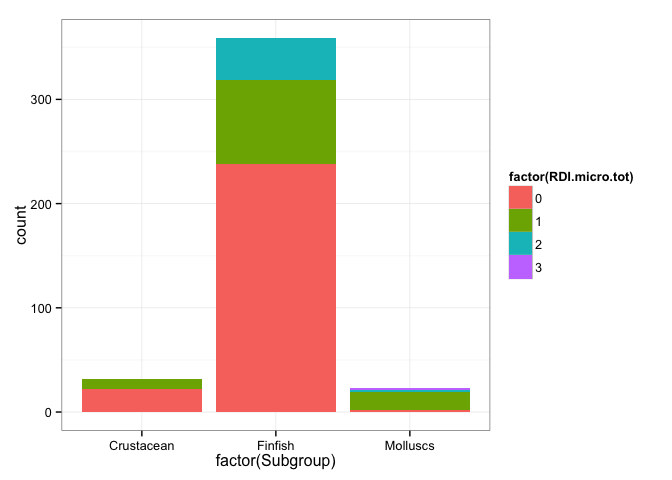 300
200
100
0
count
Crustacean Finfish Molluscs
factor(Subgroup)
factor(RDI.micro.tot)
0
1
2
3